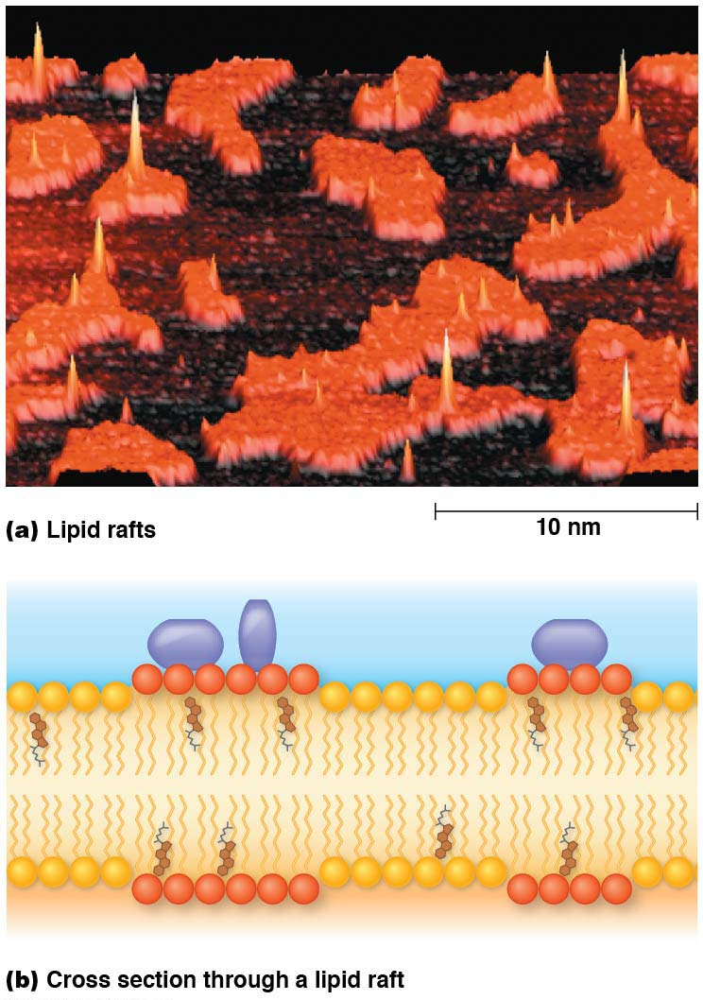 (a) Lipid rafts
10 nm
(b) Cross section through a lipid raft